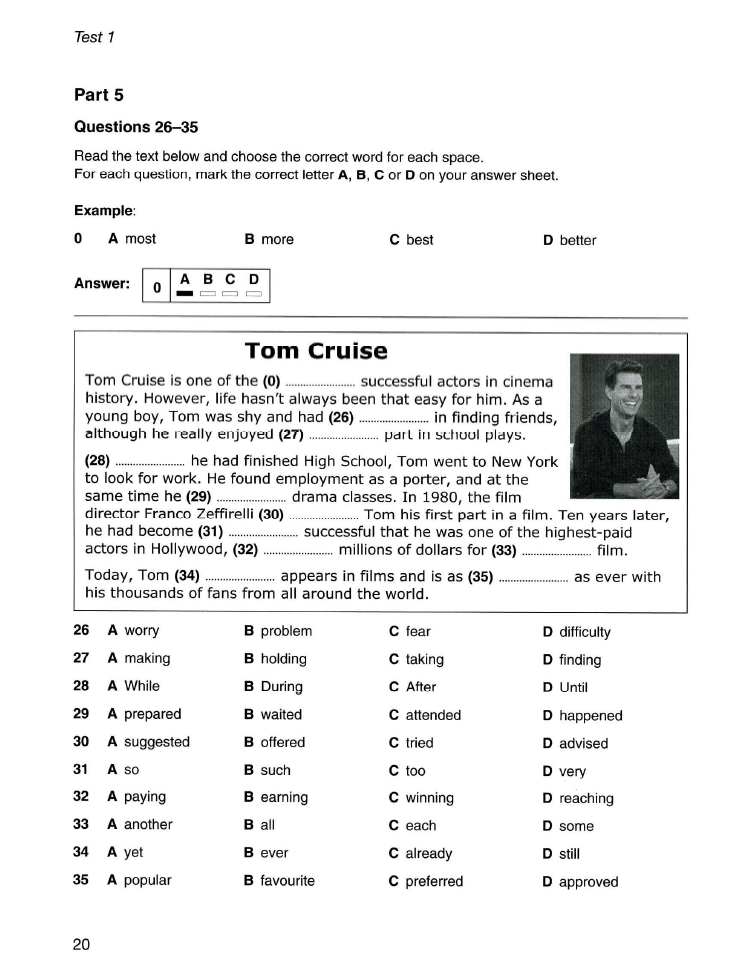 Test 1
Part 5
Questions 26–35
Read the text below and choose the correct word for each space.
For each question, mark the correct letter A, B, C or D on your answer sheet.
Example:
0 A most B more C best D better
Answer: 0 A B C D
Tom Cruise
Tom Cruise is one of the (0) ........................ successful actors in cinema
history. However, life hasn't always been that easy for him. As a
young boy, Tom was shy and had (26) ........................ in finding friends,
although he really enjoyed (27) ........................ part in school plays.
(28) ........................ he had finished High School, Tom went to New York
to look for work. He found employment as a porter, and at the
same time he (29) ........................ drama classes. In 1980, the film
director Franco Zeffirelli (30) ........................ Tom his first part in a film. Ten years later,
he had become (31) ........................ successful that he was one of the highest-paid
actors in Hollywood, (32) ........................ millions of dollars for (33) ........................ film.
Today, Tom (34) ........................ appears in films and is as (35) ........................ as ever with
his thousands of fans from all around the world.
26 A worry B problem C fear D difficulty
27 A making B holding C taking D finding
28 A While B During C After D Until
29 A prepared B waited C attended D happened
30 A suggested B offered C tried D advised
31 A so B such C too D very
32 A paying B earning C winning D reaching
33 A another B all C each D some
34 A yet B ever C already D still
35 A popular B favourite C preferred D approved
20